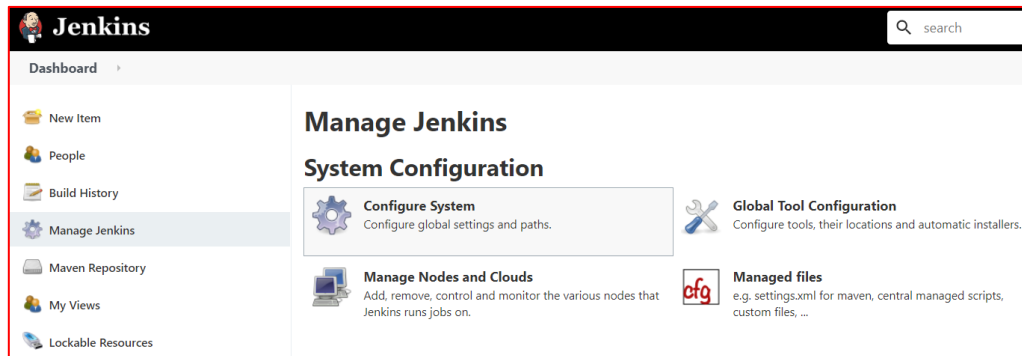 Jenkins
search
Dashboard
New Item
People
Build History
Manage Jenkins
Maven Repository
My Views
Lockable Resources
Manage Jenkins
System Configuration
Configure System
Configure global settings and paths.
Global Tool Configuration
Configure tools, their locations and automatic installers.
Manage Nodes and Clouds
Add, remove, control and monitor the various nodes that
Jenkins runs jobs on.
cfg
Managed files
e.g. settings.xml for maven, central managed scripts,
custom files, ...